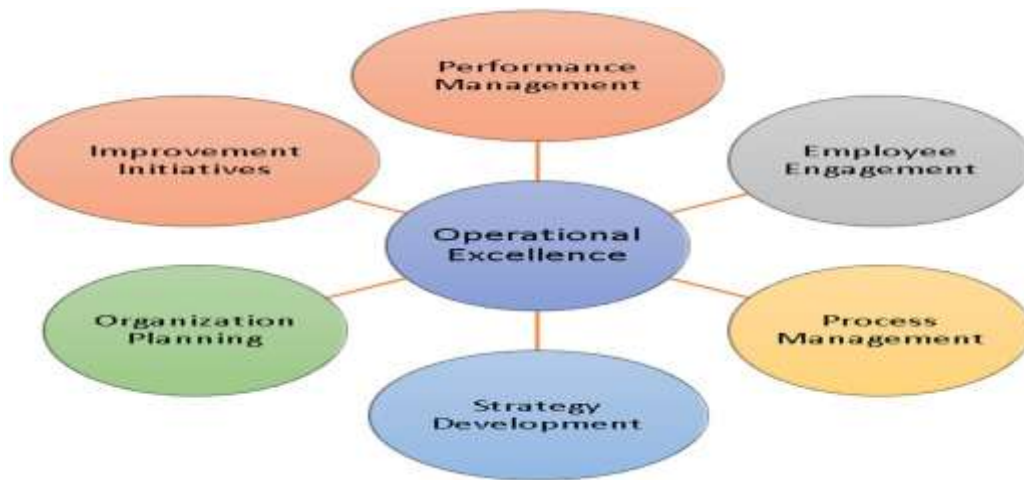 Performance
Management
Improvement
Initiatives
Employee
Engagement
Operational
Excellence
Organization
Planning
Process
Management
Strategy
Development